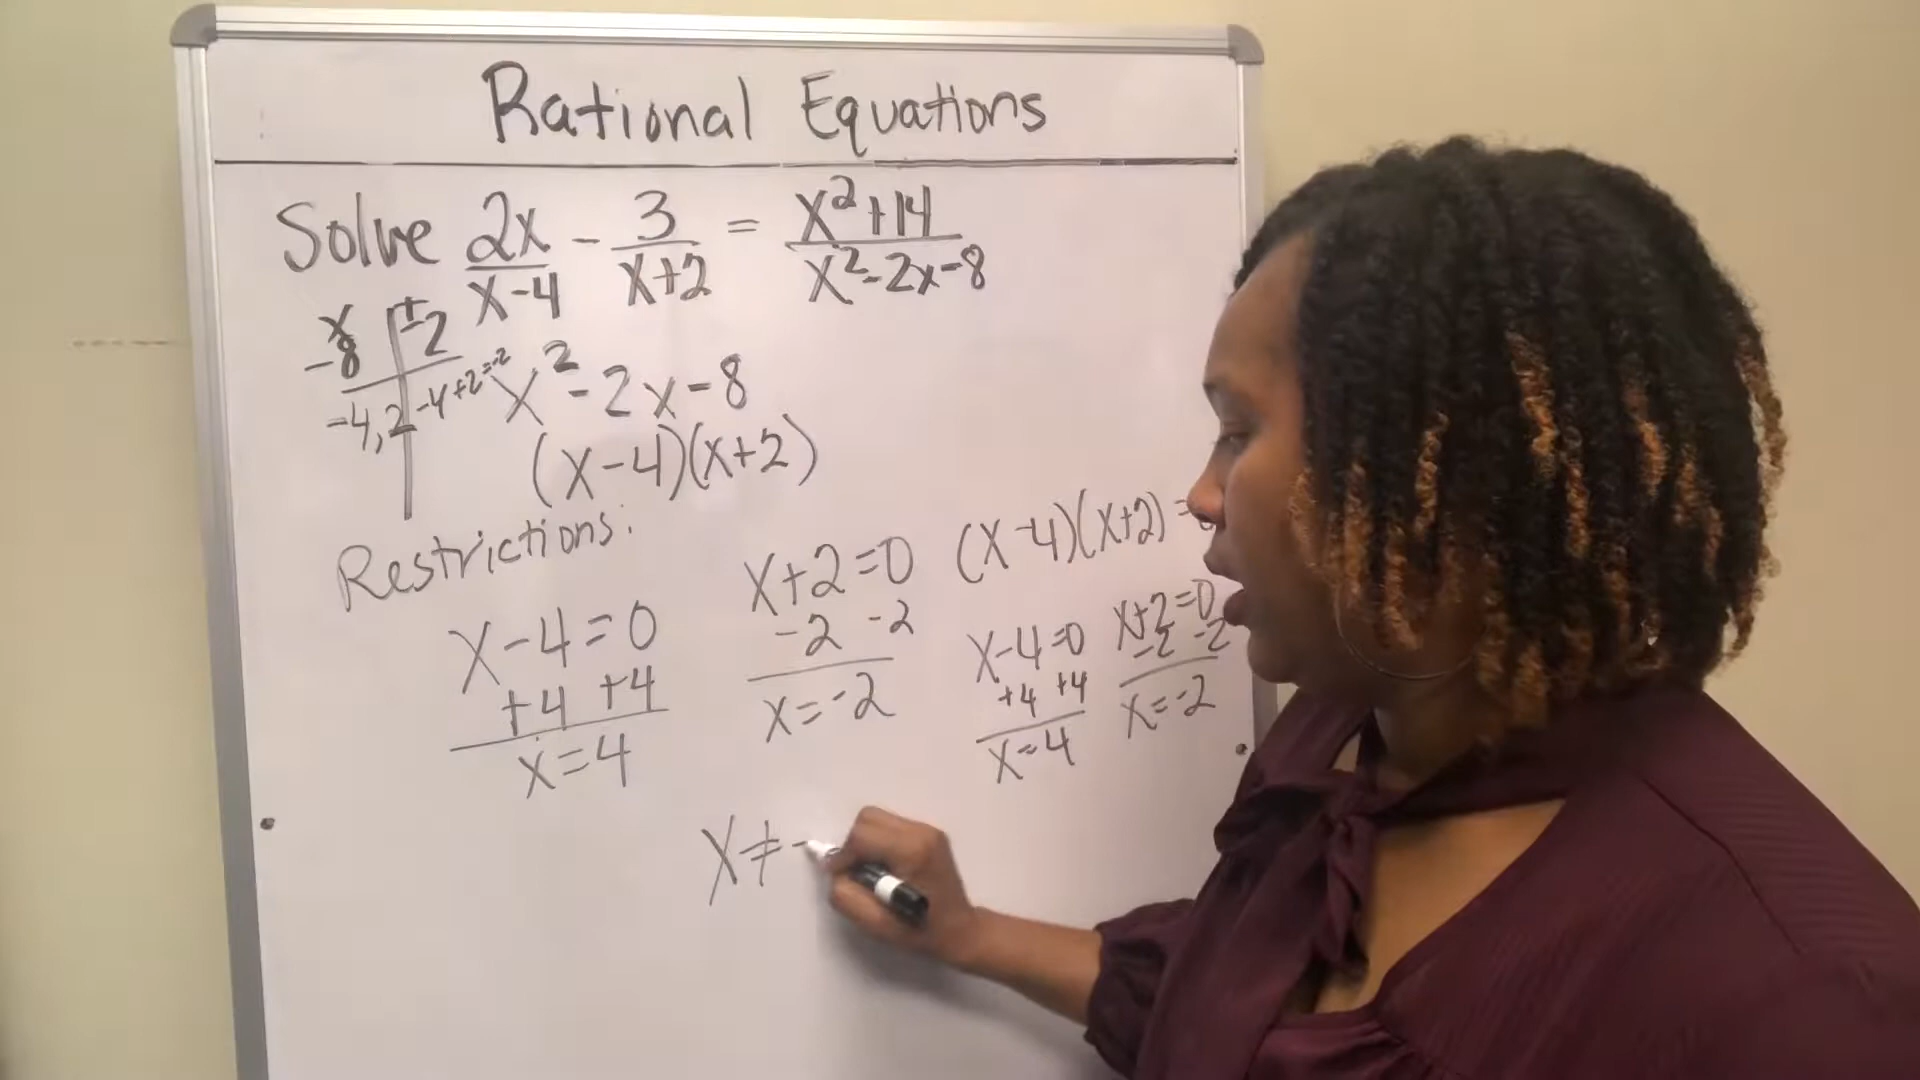 Rational Equations
Solve 2x/x-4 - 3/x+2 = x²+14/x²-2x-8
x +
-8 -2
-4,2 -4+2=-2
x²-2x-8
(x-4)(x+2)
Restrictions:
x-4=0
+4 +4
x=4
x+2=0
-2 -2
x=-2
(x-4)(x+2)=
x-4=0
+4 +4
x=4
x+2=0
-2 -2
x=-2
x≠-